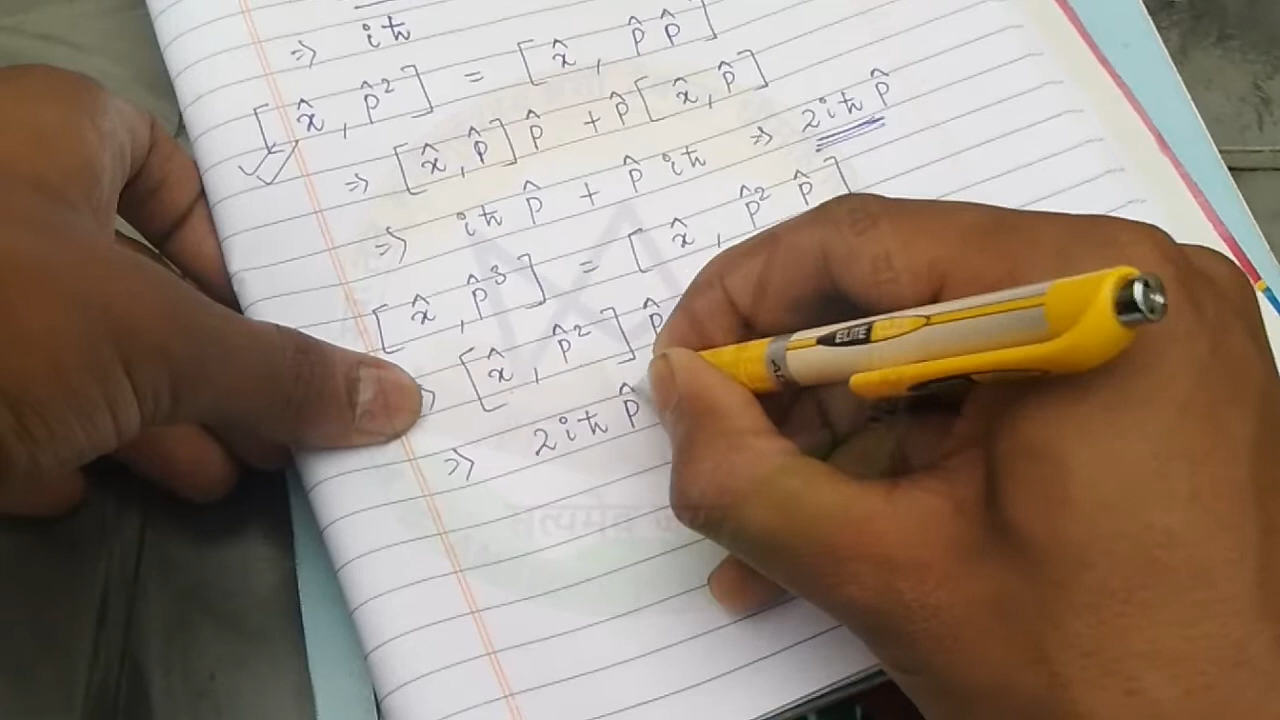 ⇒ iħ
[x̂, p̂²] = [x̂, p̂ p̂]
⇒ [x̂, p̂] p̂ + p̂ [x̂, p̂]
⇒ iħ p̂ + p̂ iħ ⇒ 2iħ p̂
[x̂, p̂³] = [x̂, p̂² p̂]
⇒ [x̂, p̂²] p̂
⇒ 2iħ p̂
ELITE